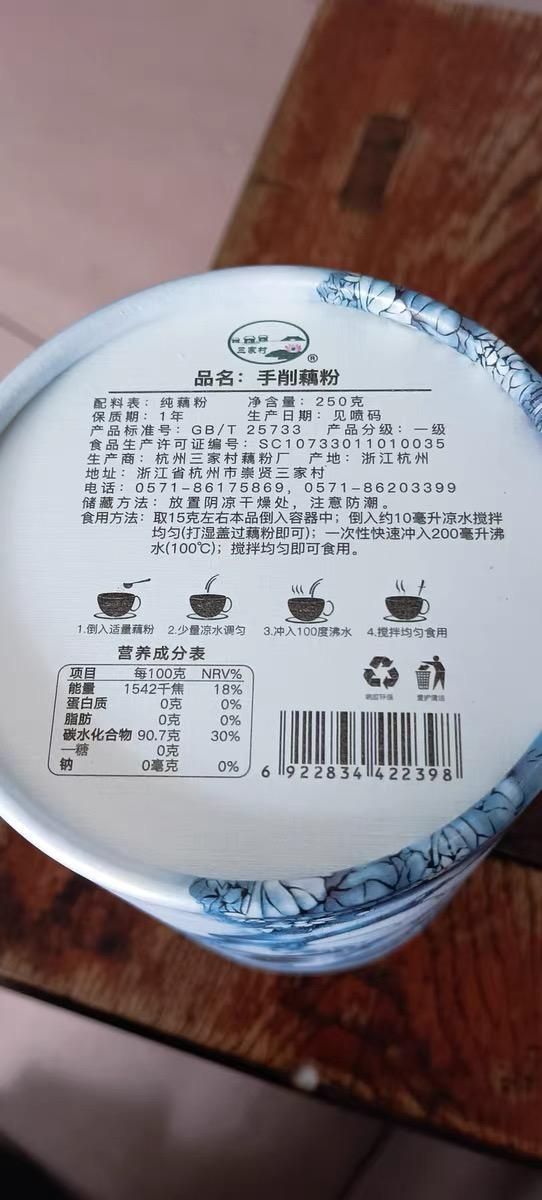 三家村
®
品名：手削藕粉
配料表：纯藕粉 净含量：250克
保质期：1年 生产日期：见喷码
产品标准号：GB/T 25733 产品分级：一级
食品生产许可证编号：SC10733011010035
生产商：杭州三家村藕粉厂 产地：浙江杭州
地址：浙江省杭州市崇贤三家村
电话：0571-86175869，0571-86203399
储藏方法：放置阴凉干燥处，注意防潮。
食用方法：取15克左右本品倒入容器中；倒入约10毫升凉水搅拌
均匀(打湿盖过藕粉即可)；一次性快速冲入200毫升沸
水(100℃)；搅拌均匀即可食用。
1.倒入适量藕粉 2.少量凉水调匀 3.冲入100度沸水 4.搅拌均匀食用
营养成分表
项目 每100克 NRV%
能量 1542千焦 18%
蛋白质 0克 0%
脂肪 0克 0%
碳水化合物 90.7克 30%
—糖 0克
钠 0毫克 0%
6 922834 422398